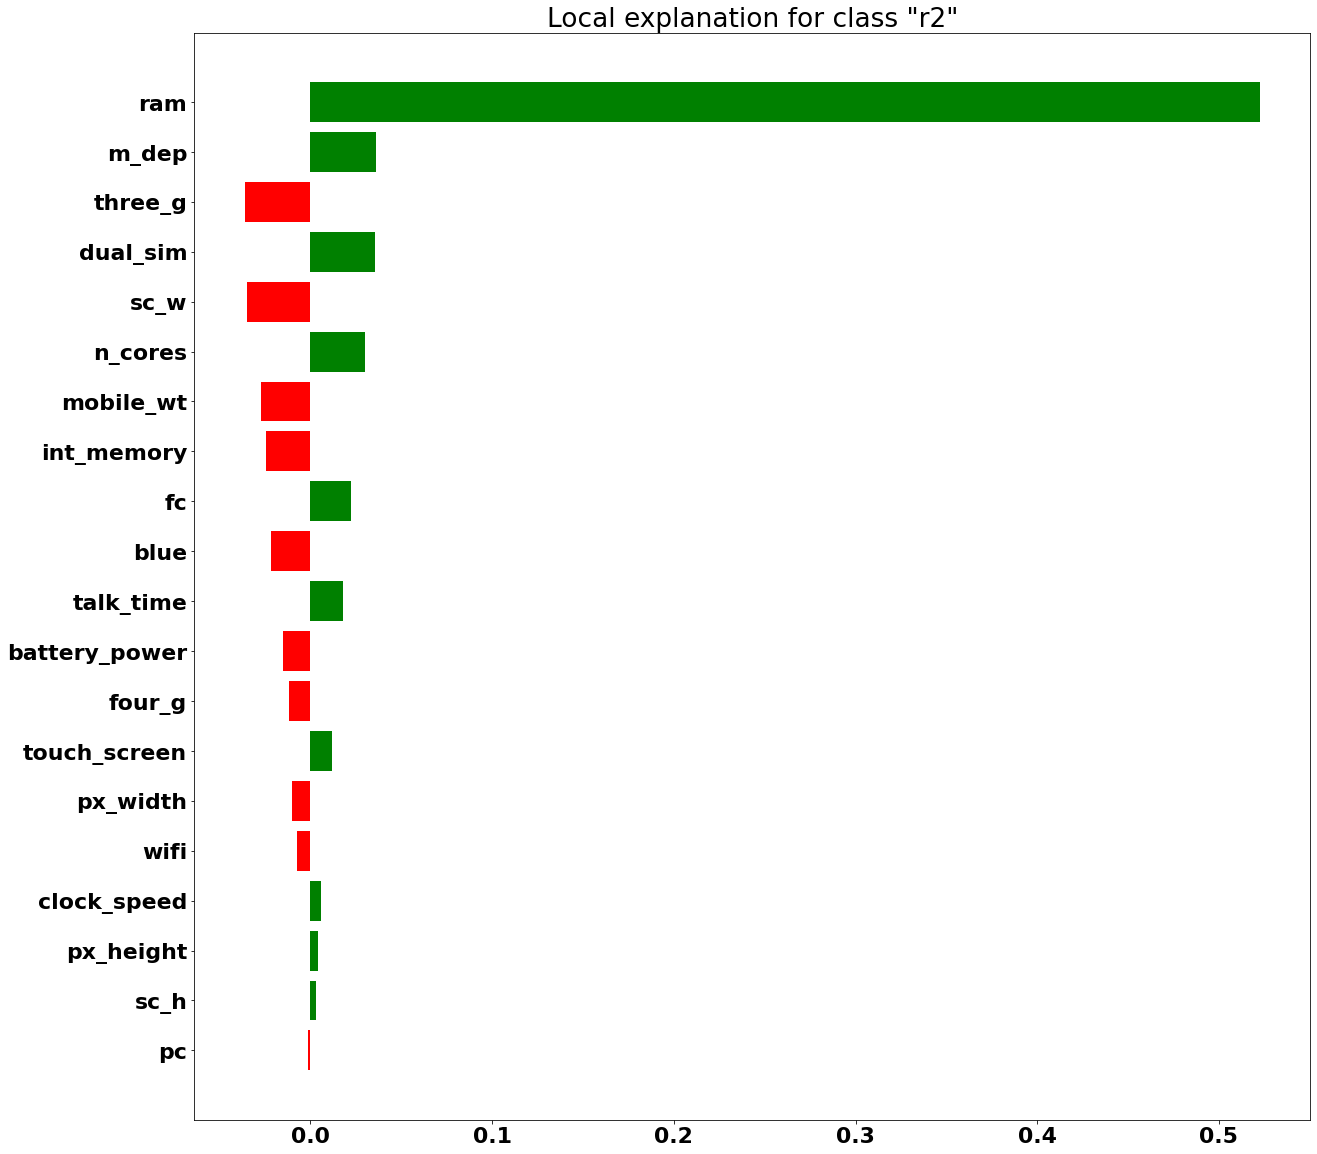 Local explanation for class "r2"
ram
m_dep
three_g
dual_sim
sc_w
n_cores
mobile_wt
int_memory
fc
blue
talk_time
battery_power
four_g
touch_screen
px_width
wifi
clock_speed
px_height
sc_h
pc
0.0 0.1 0.2 0.3 0.4 0.5